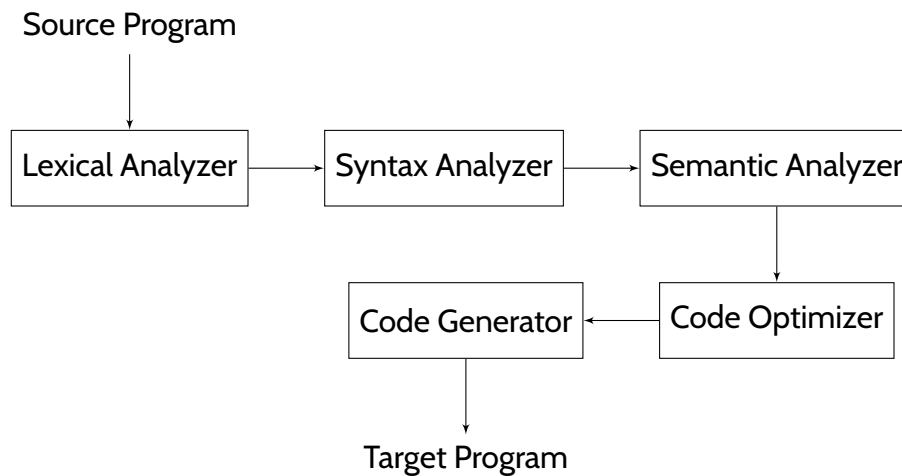 Source Program
Lexical Analyzer
Syntax Analyzer
Semantic Analyzer
Code Optimizer
Code Generator
Target Program